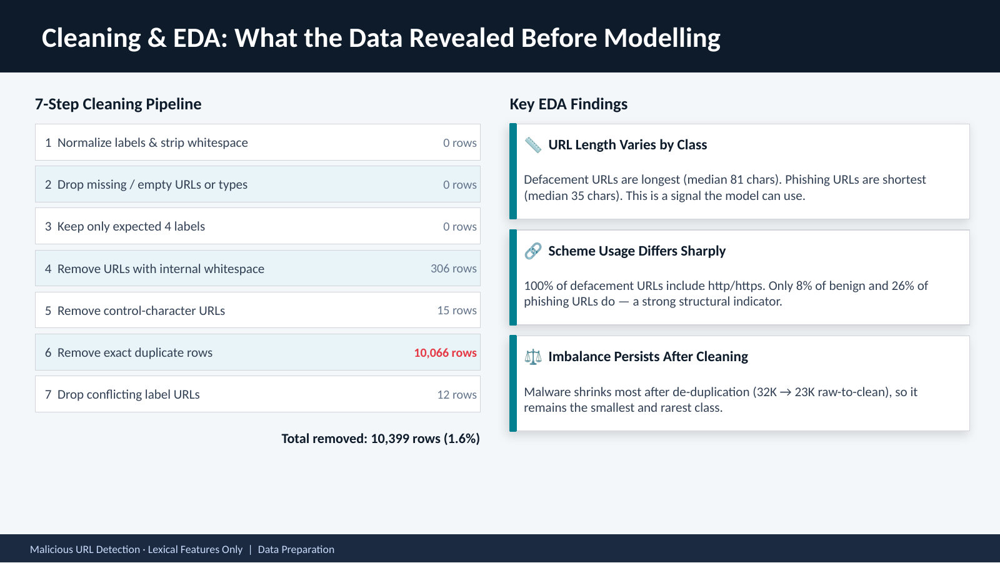 Cleaning & EDA: What the Data Revealed Before Modelling
7-Step Cleaning Pipeline
1 Normalize labels & strip whitespace 0 rows
2 Drop missing / empty URLs or types 0 rows
3 Keep only expected 4 labels 0 rows
4 Remove URLs with internal whitespace 306 rows
5 Remove control-character URLs 15 rows
6 Remove exact duplicate rows 10,066 rows
7 Drop conflicting label URLs 12 rows
Total removed: 10,399 rows (1.6%)
Key EDA Findings
URL Length Varies by Class
Defacement URLs are longest (median 81 chars). Phishing URLs are shortest
(median 35 chars). This is a signal the model can use.
Scheme Usage Differs Sharply
100% of defacement URLs include http/https. Only 8% of benign and 26% of
phishing URLs do — a strong structural indicator.
Imbalance Persists After Cleaning
Malware shrinks most after de-duplication (32K → 23K raw-to-clean), so it
remains the smallest and rarest class.
Malicious URL Detection · Lexical Features Only | Data Preparation